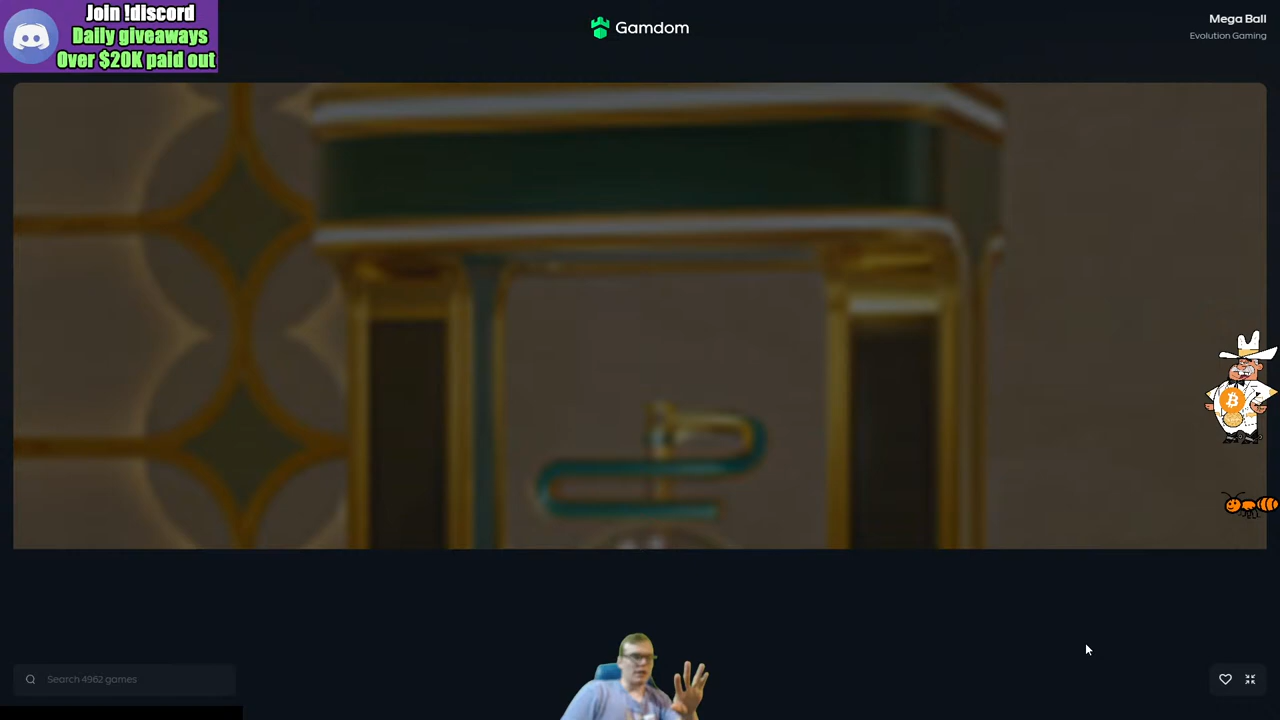 Join !discord
Daily giveaways
Over $20K paid out
Gamdom
Mega Ball
Evolution Gaming
Search 4962 games